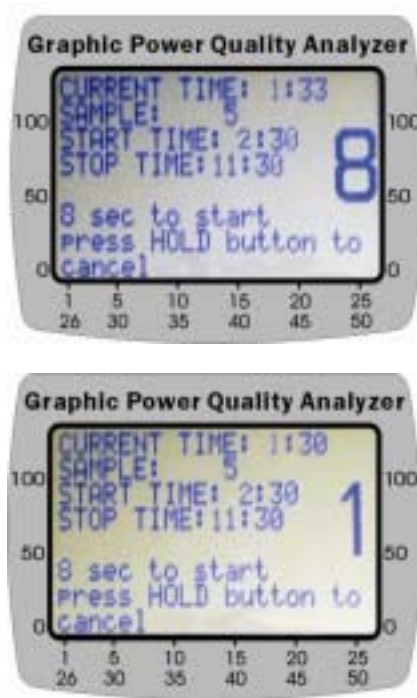 Graphic Power Quality Analyzer
CURRENT TIME: 1:33
SAMPLE: 5
START TIME: 2:30
STOP TIME:11:30
8
8 sec to start
Press HOLD button to
cancel
100 100
50 50
0 0
1 5 10 15 20 25
26 30 35 40 45 50
Graphic Power Quality Analyzer
CURRENT TIME: 1:30
SAMPLE: 5
START TIME: 2:30
STOP TIME:11:30
1
8 sec to start
Press HOLD button to
cancel
100 100
50 50
0 0
1 5 10 15 20 25
26 30 35 40 45 50